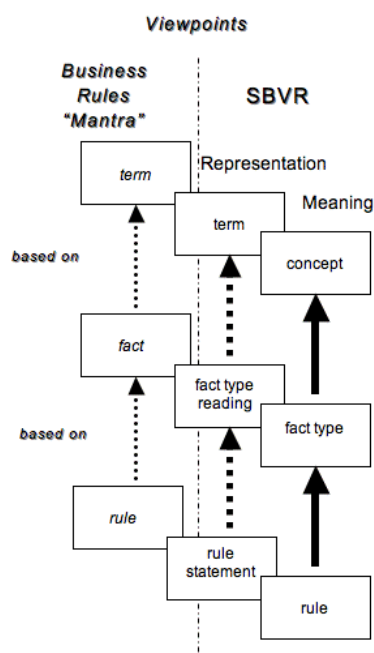 Viewpoints
Business
Rules
"Mantra"
SBVR
Representation
Meaning
term
term
concept
based on
fact
fact type
reading
fact type
based on
rule
rule
statement
rule